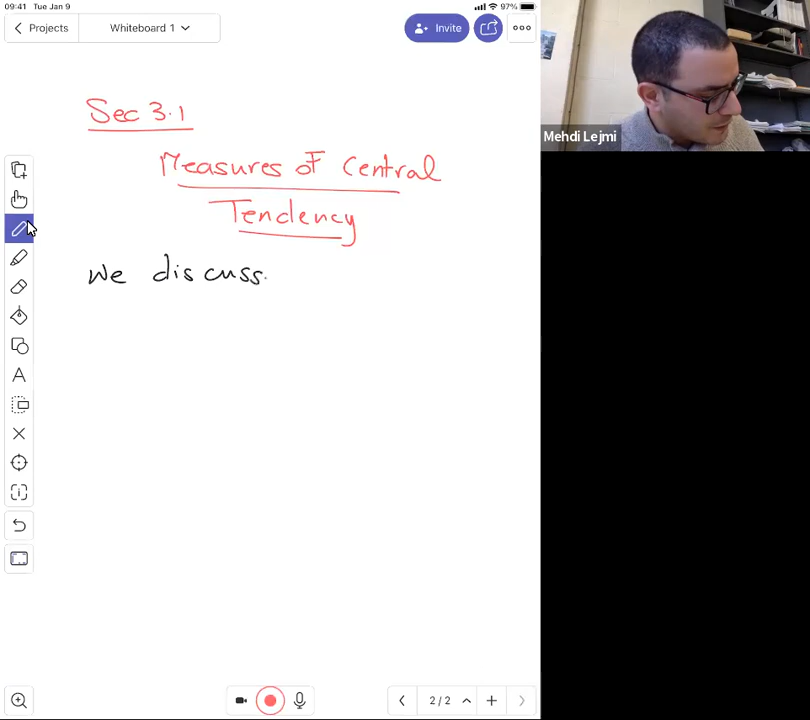 09:41 Tue Jan 9
97%
Projects
Whiteboard 1
Invite
Sec 3.1
Measures of Central
Tendency
We discuss
A
2/2
Mehdi Lejmi